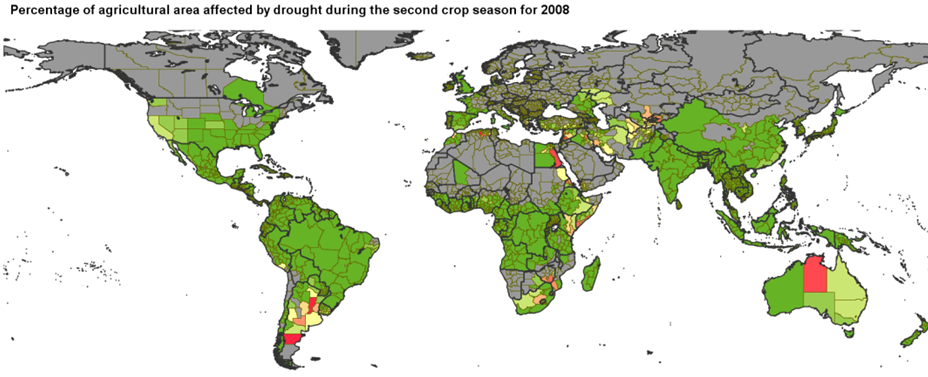 Percentage of agricultural area affected by drought during the second crop season for 2008